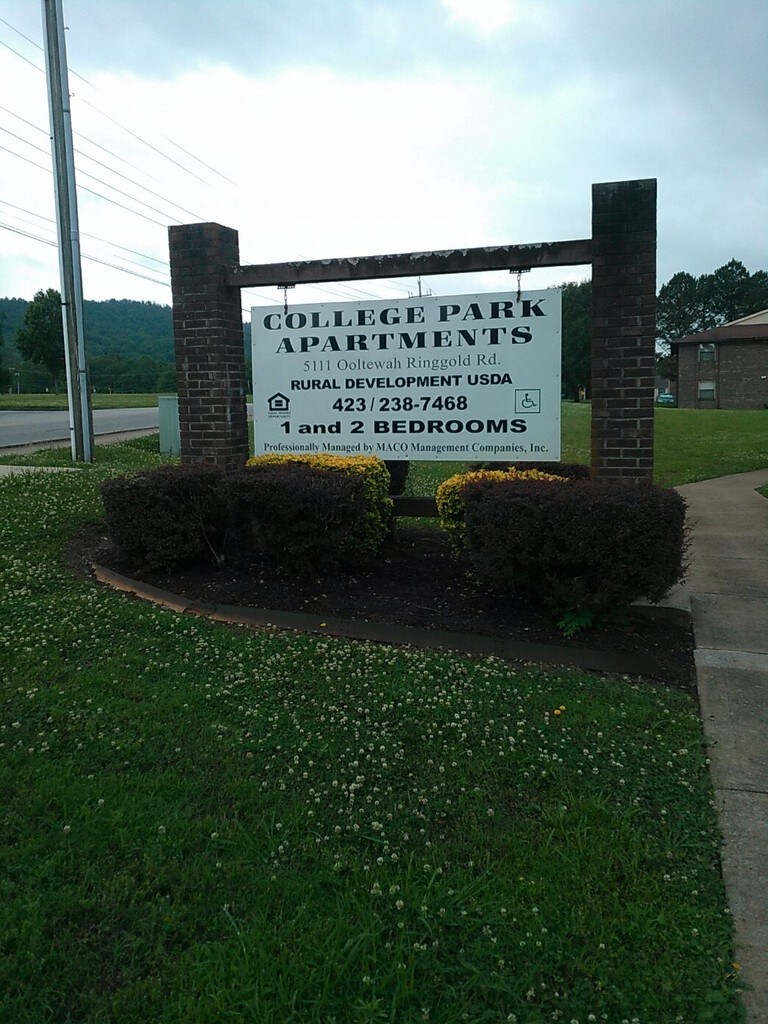 COLLEGE PARK
APARTMENTS
5111 Ooltewah Ringgold Rd.
RURAL DEVELOPMENT USDA
423/238-7468
1 and 2 BEDROOMS
Professionally Managed by MACO Management Companies, Inc.